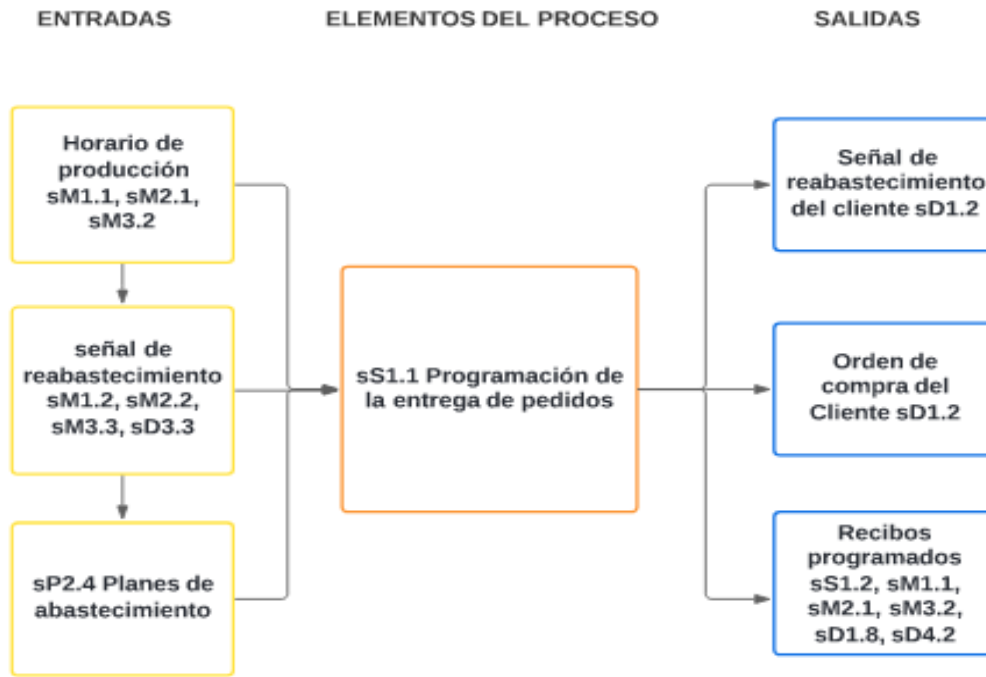 ENTRADAS
ELEMENTOS DEL PROCESO
SALIDAS
Horario de
producción
sM1.1, sM2.1,
sM3.2
señal de
reabastecimiento
sM1.2, sM2.2,
sM3.3, sD3.3
sP2.4 Planes de
abastecimiento
sS1.1 Programación de
la entrega de pedidos
Señal de
reabastecimiento
del cliente sD1.2
Orden de
compra del
Cliente sD1.2
Recibos
programados
sS1.2, sM1.1,
sM2.1, sM3.2,
sD1.8, sD4.2